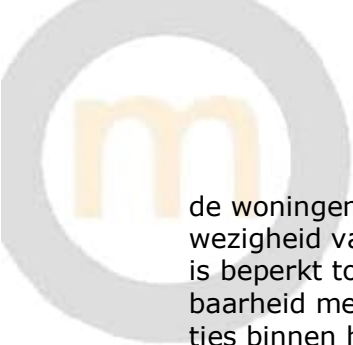 m
de woningen
wezigheid va
is beperkt to
baarheid me
ties binnen h